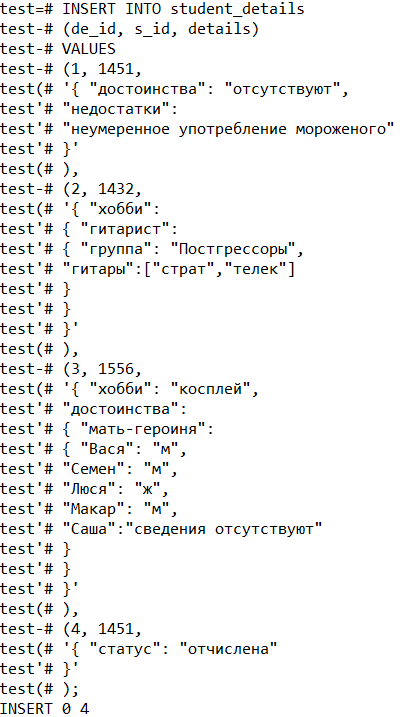 test=# INSERT INTO student_details
test-# (de_id, s_id, details)
test-# VALUES
test-# (1, 1451,
test(# '{ "достоинства": "отсутствуют",
test'# "недостатки":
test'# "неумеренное употребление мороженого"
test'# }'
test(# ),
test-# (2, 1432,
test(# '{ "хобби":
test'# { "гитарист":
test'# { "группа": "Постгрессоры",
test'# "гитары":["страт","телек"]
test'# }
test'# }
test'# }'
test(# ),
test-# (3, 1556,
test(# '{ "хобби": "косплей",
test'# "достоинства":
test'# { "мать-героиня":
test'# { "Вася": "м",
test'# "Семен": "м",
test'# "Люся": "ж",
test'# "Макар": "м",
test'# "Саша":"сведения отсутствуют"
test'# }
test'# }
test'# }'
test(# ),
test-# (4, 1451,
test(# '{ "статус": "отчислена"
test'# }'
test(# );
INSERT 0 4